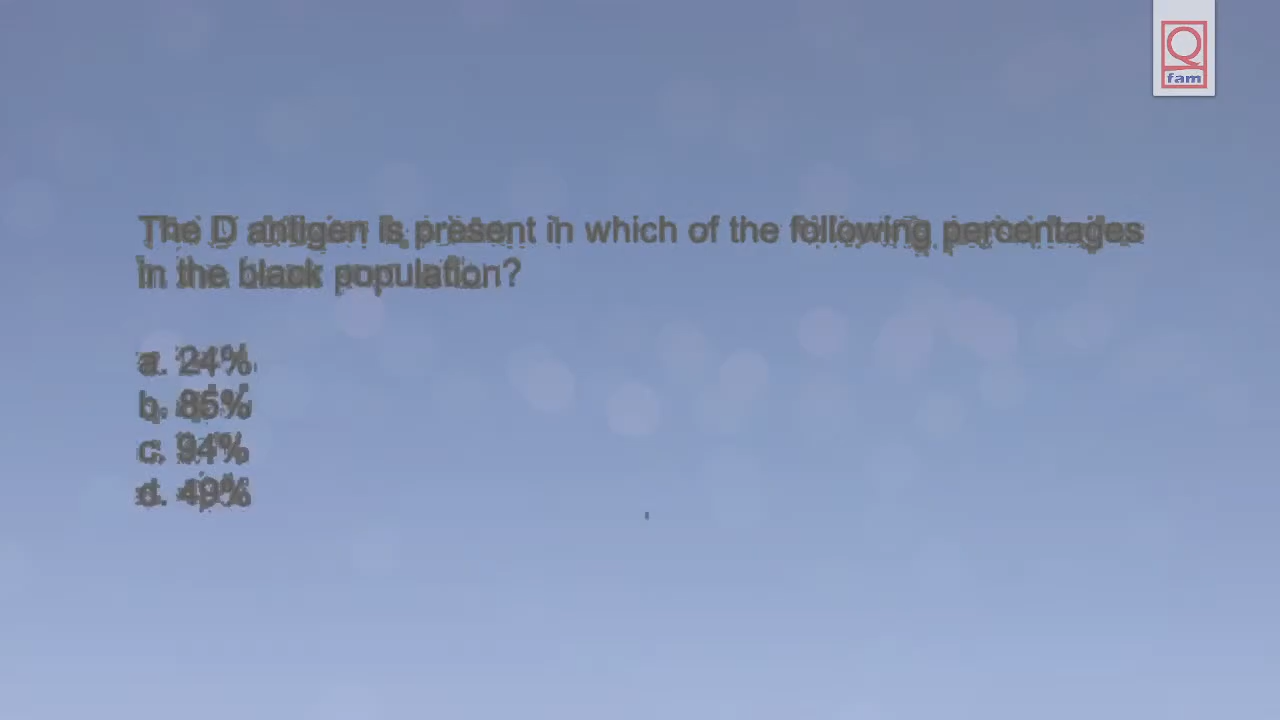 Q
fam
The D antigen is present in which of the following percentages
in the black population?
a. 24%
b. 85%
c. 94%
d. 49%